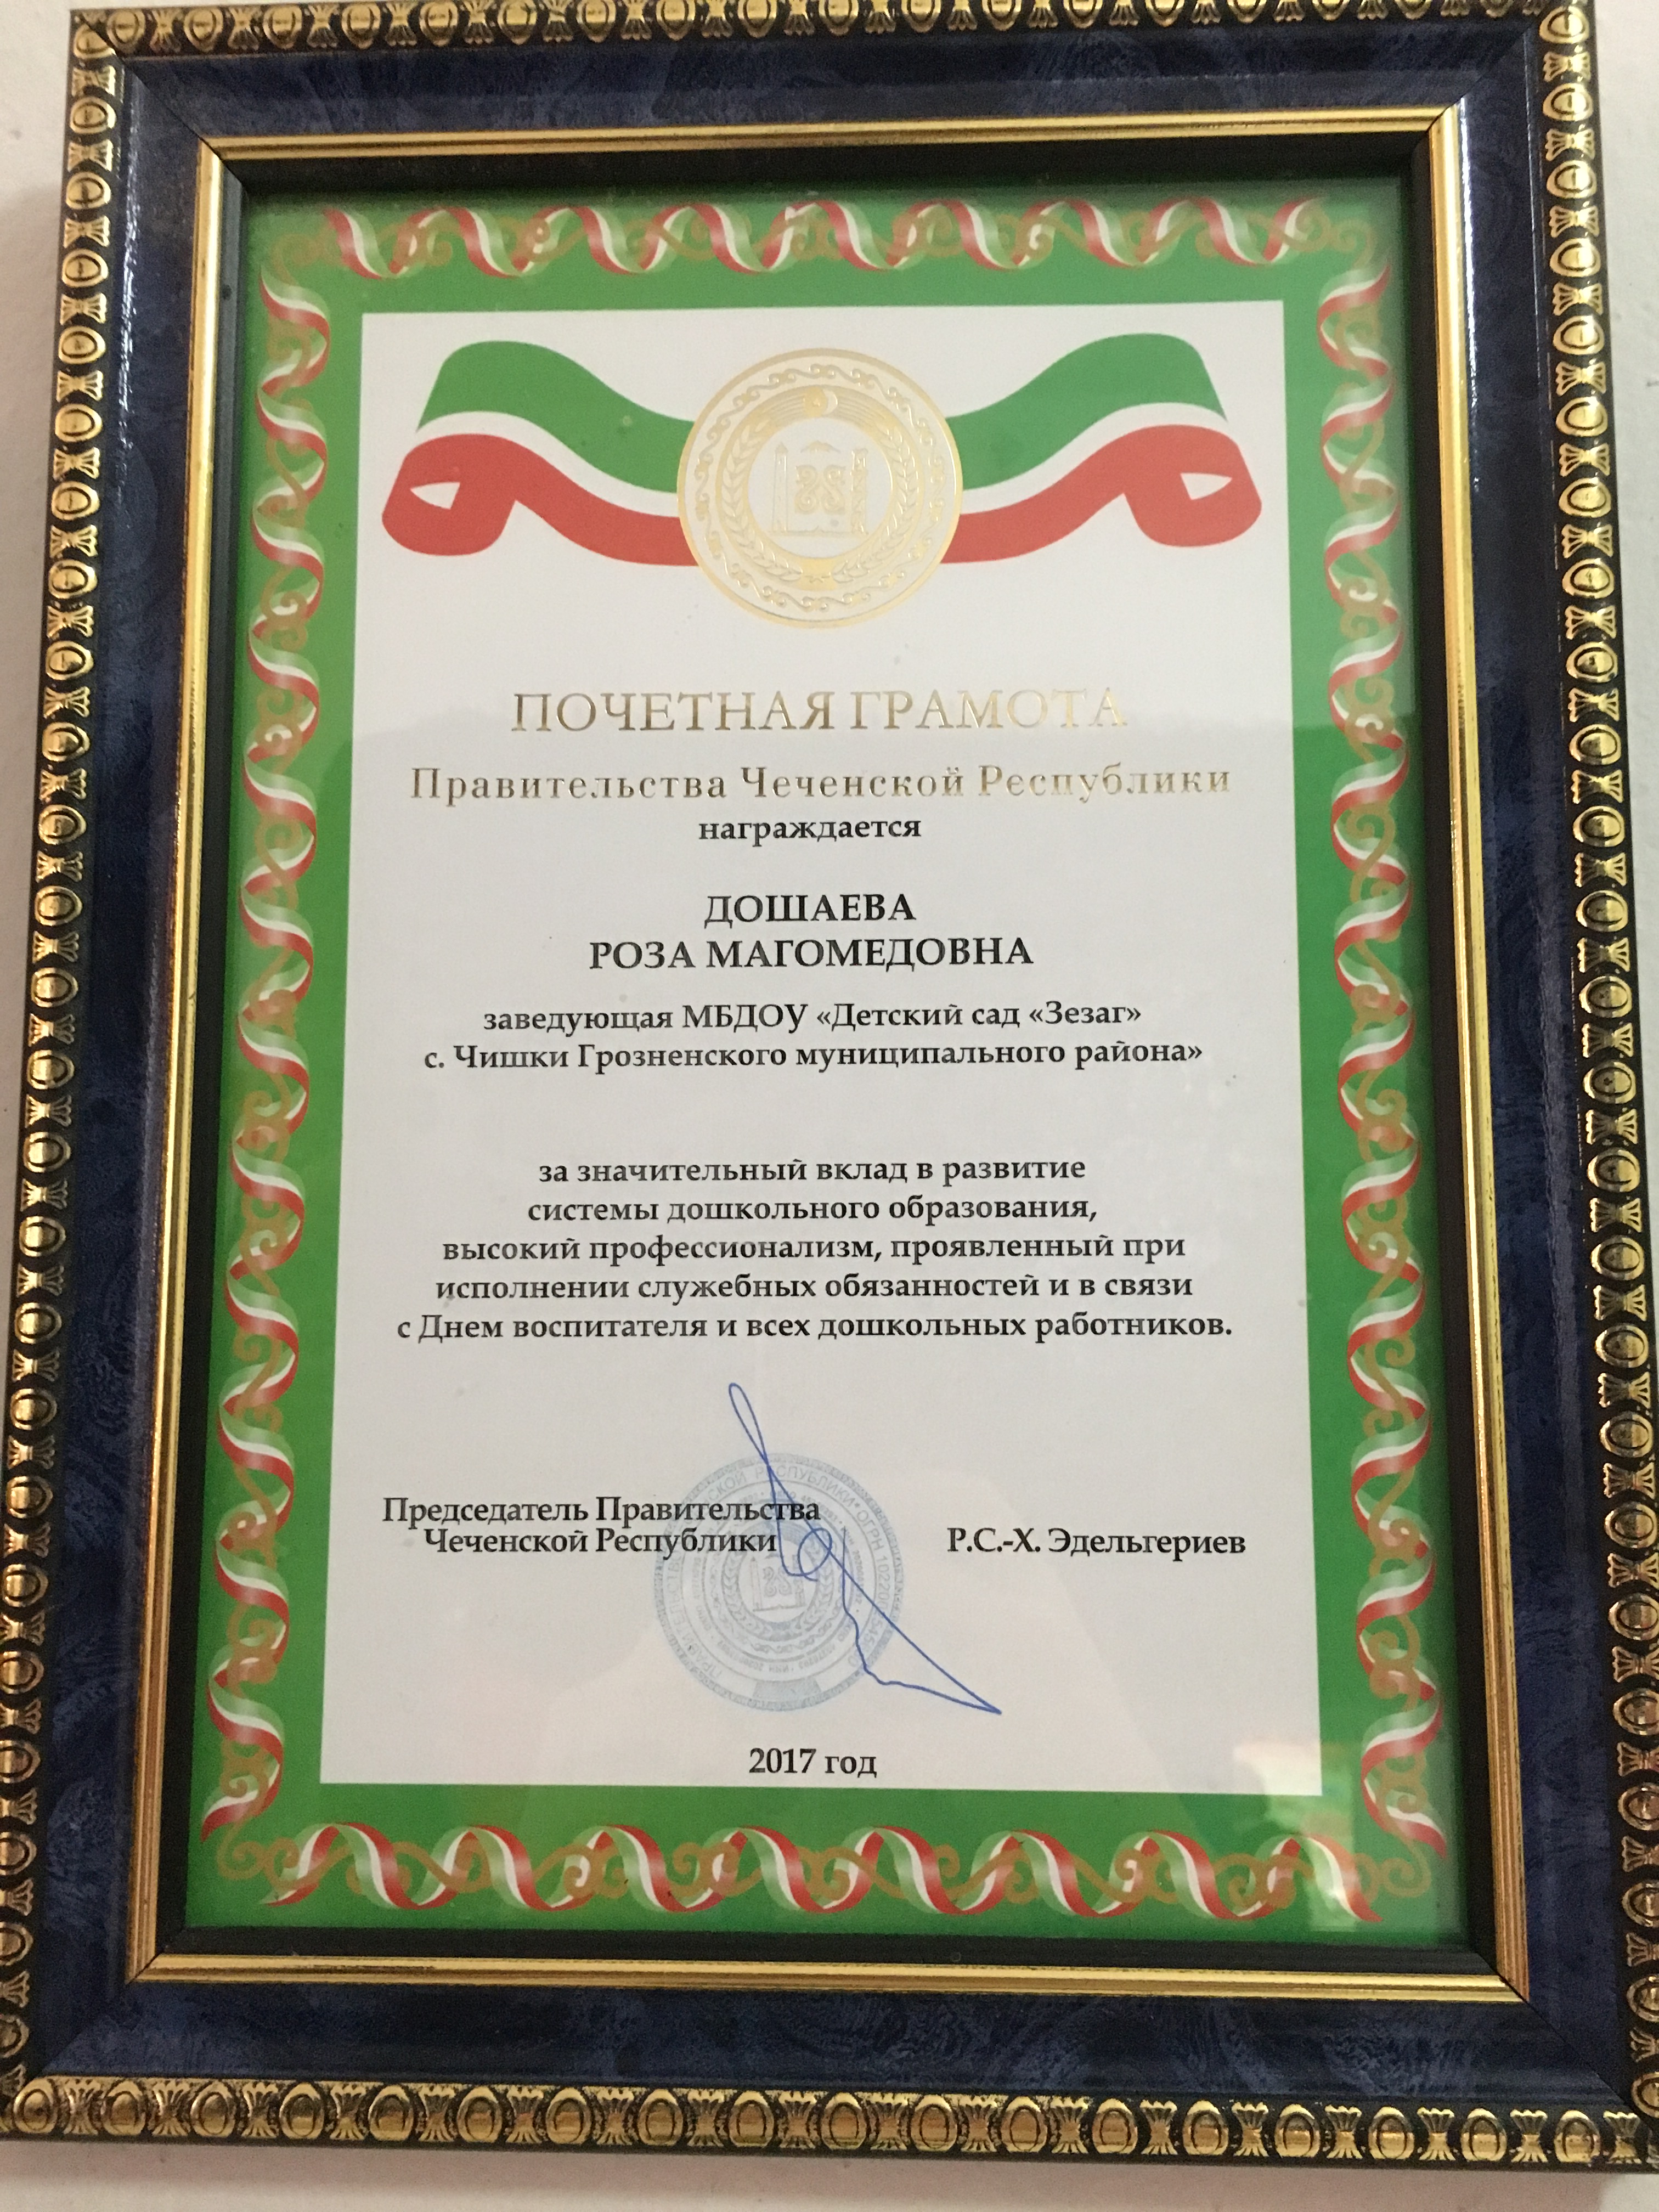 ПОЧЕТНАЯ ГРАМОТА
Правительства Чеченской Республики
награждается
ДОШАЕВА
РОЗА МАГОМЕДОВНА
заведующая МБДОУ «Детский сад «Зезаг»
с. Чишки Грозненского муниципального района»
за значительный вклад в развитие
системы дошкольного образования,
высокий профессионализм, проявленный при
исполнении служебных обязанностей и в связи
с Днем воспитателя и всех дошкольных работников.
Председатель Правительства
Чеченской Республики
Р.С.-Х. Эдельгериев
РЕСПУБЛИКИ
ОГРН
2017 год